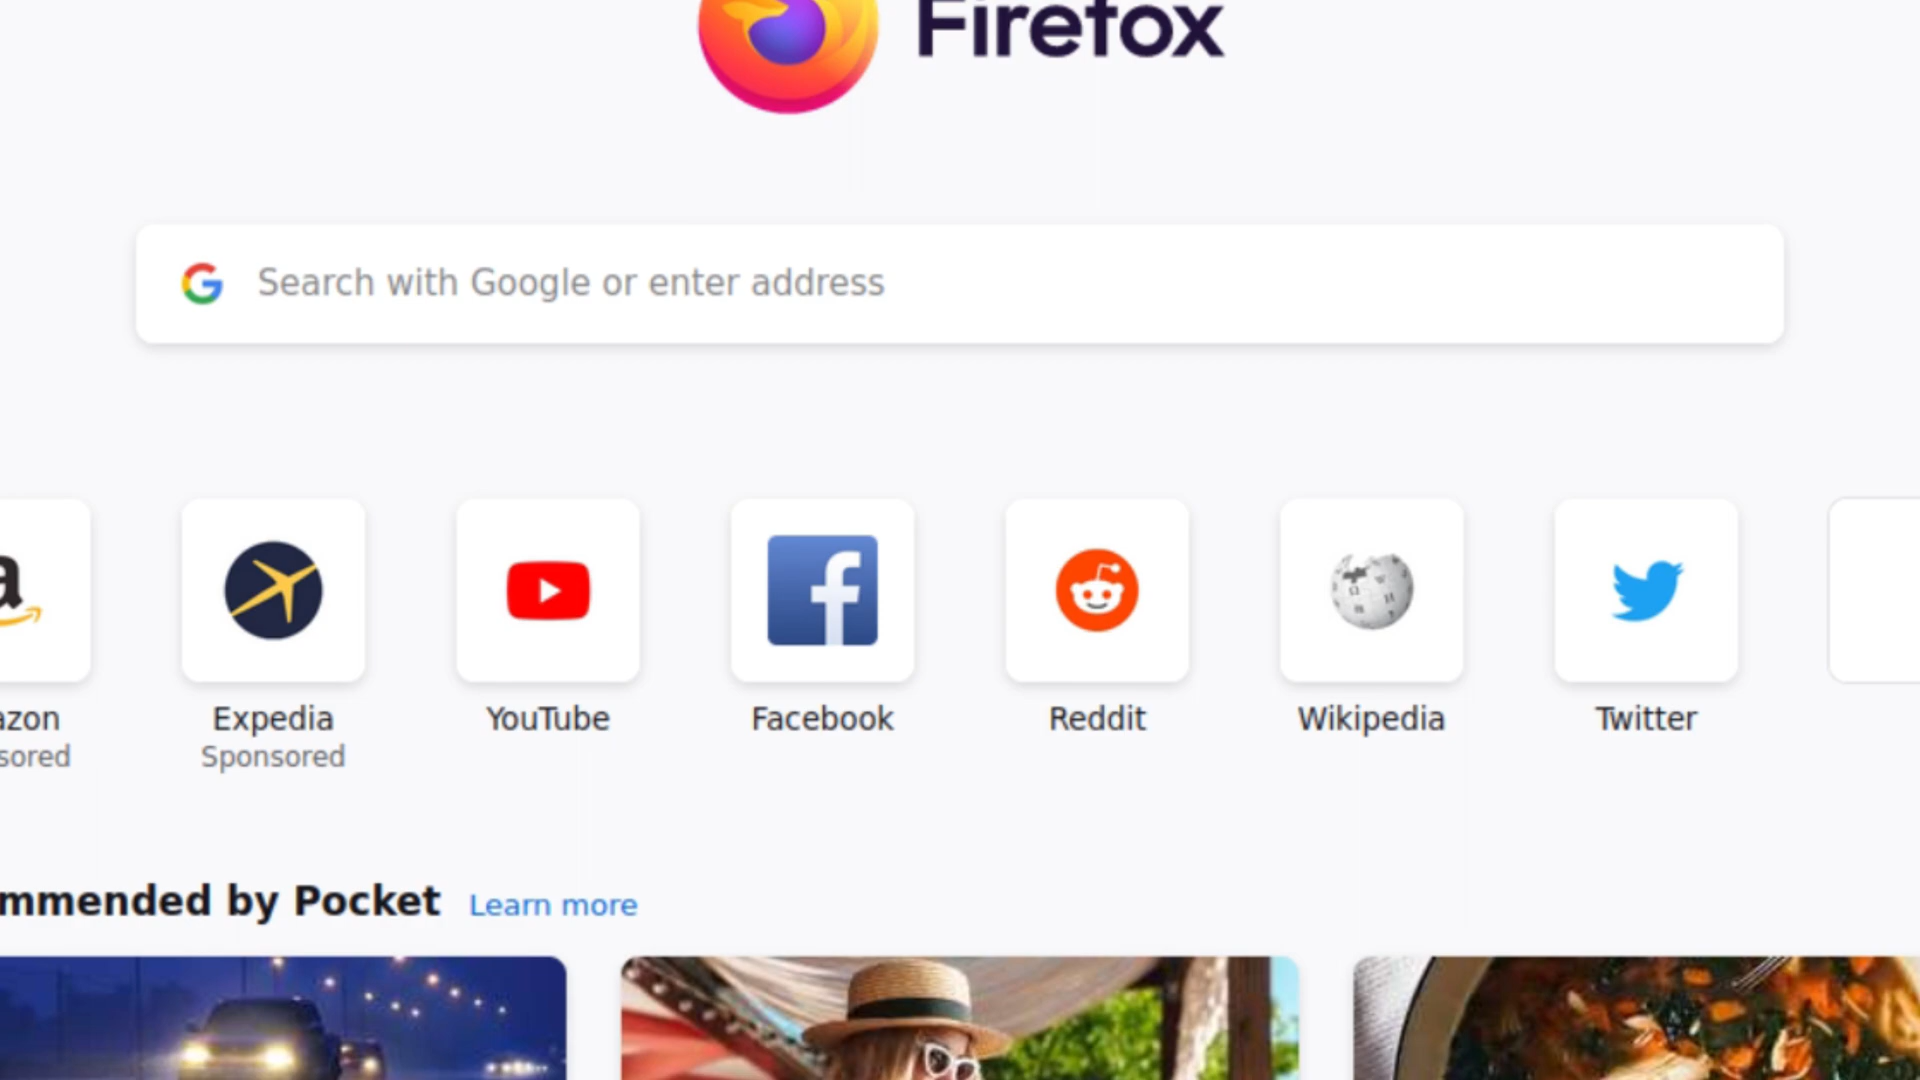 Firefox
Search with Google or enter address
azon
sored
Expedia
Sponsored
YouTube
Facebook
Reddit
Wikipedia
Twitter
mmended by Pocket Learn more